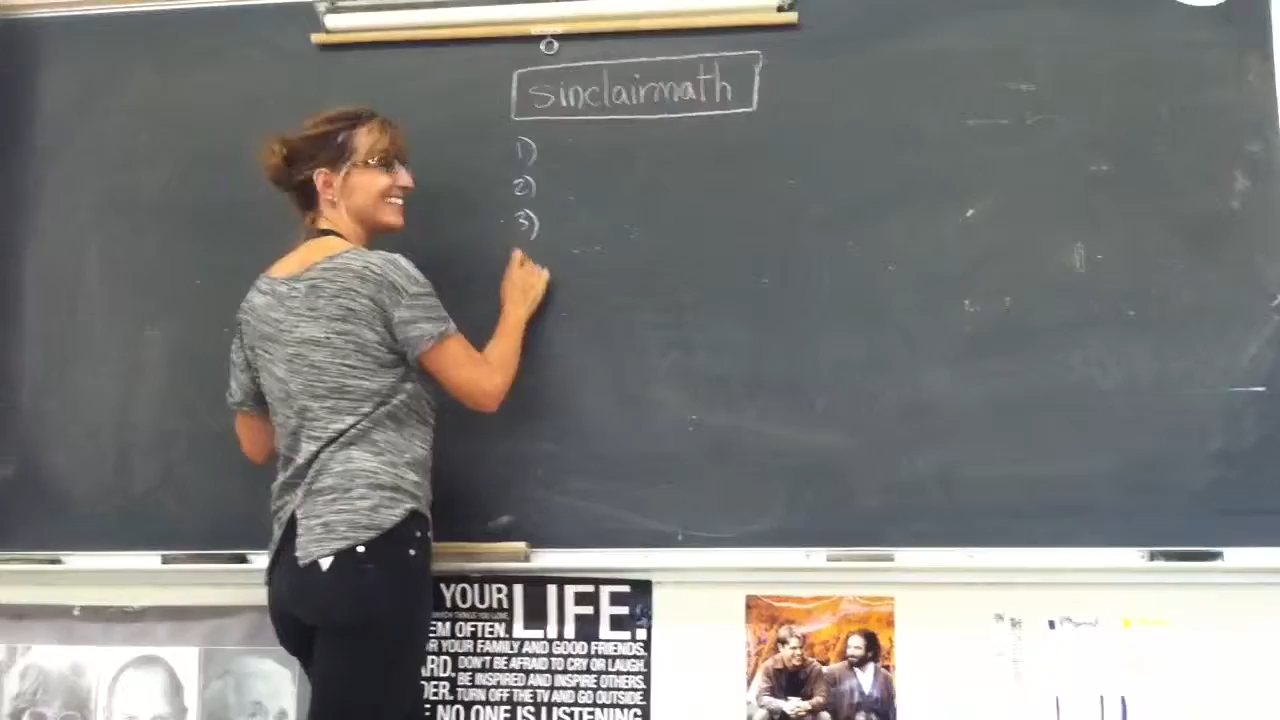 sinclairmath
1)
2)
3)
YOUR LIFE.
EM OFTEN.
R YOUR FAMILY AND GOOD FRIENDS.
RD. DON'T BE AFRAID TO CRY OR LAUGH.
BE INSPIRED AND INSPIRE OTHERS.
DER. TURN OFF THE TV AND GO OUTSIDE.
NO ONE IS LISTENING.